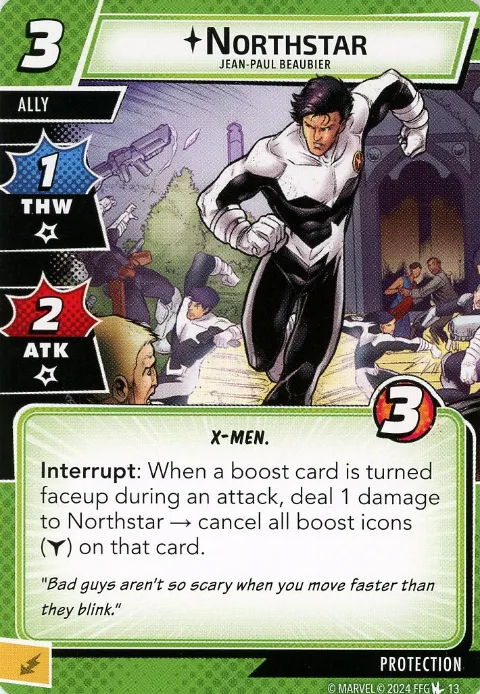 3
Northstar
JEAN-PAUL BEAUBIER
ALLY
1
THW
2
ATK
3
X-MEN.
Interrupt: When a boost card is turned
faceup during an attack, deal 1 damage
to Northstar → cancel all boost icons
( ) on that card.
"Bad guys aren't so scary when you move faster than
they blink."
PROTECTION
© MARVEL © 2024 FFG 13